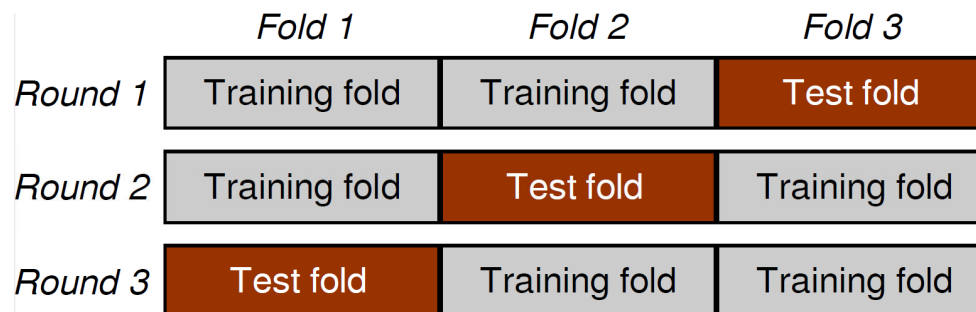 Fold 1 Fold 2 Fold 3
Round 1 Training fold Training fold Test fold
Round 2 Training fold Test fold Training fold
Round 3 Test fold Training fold Training fold